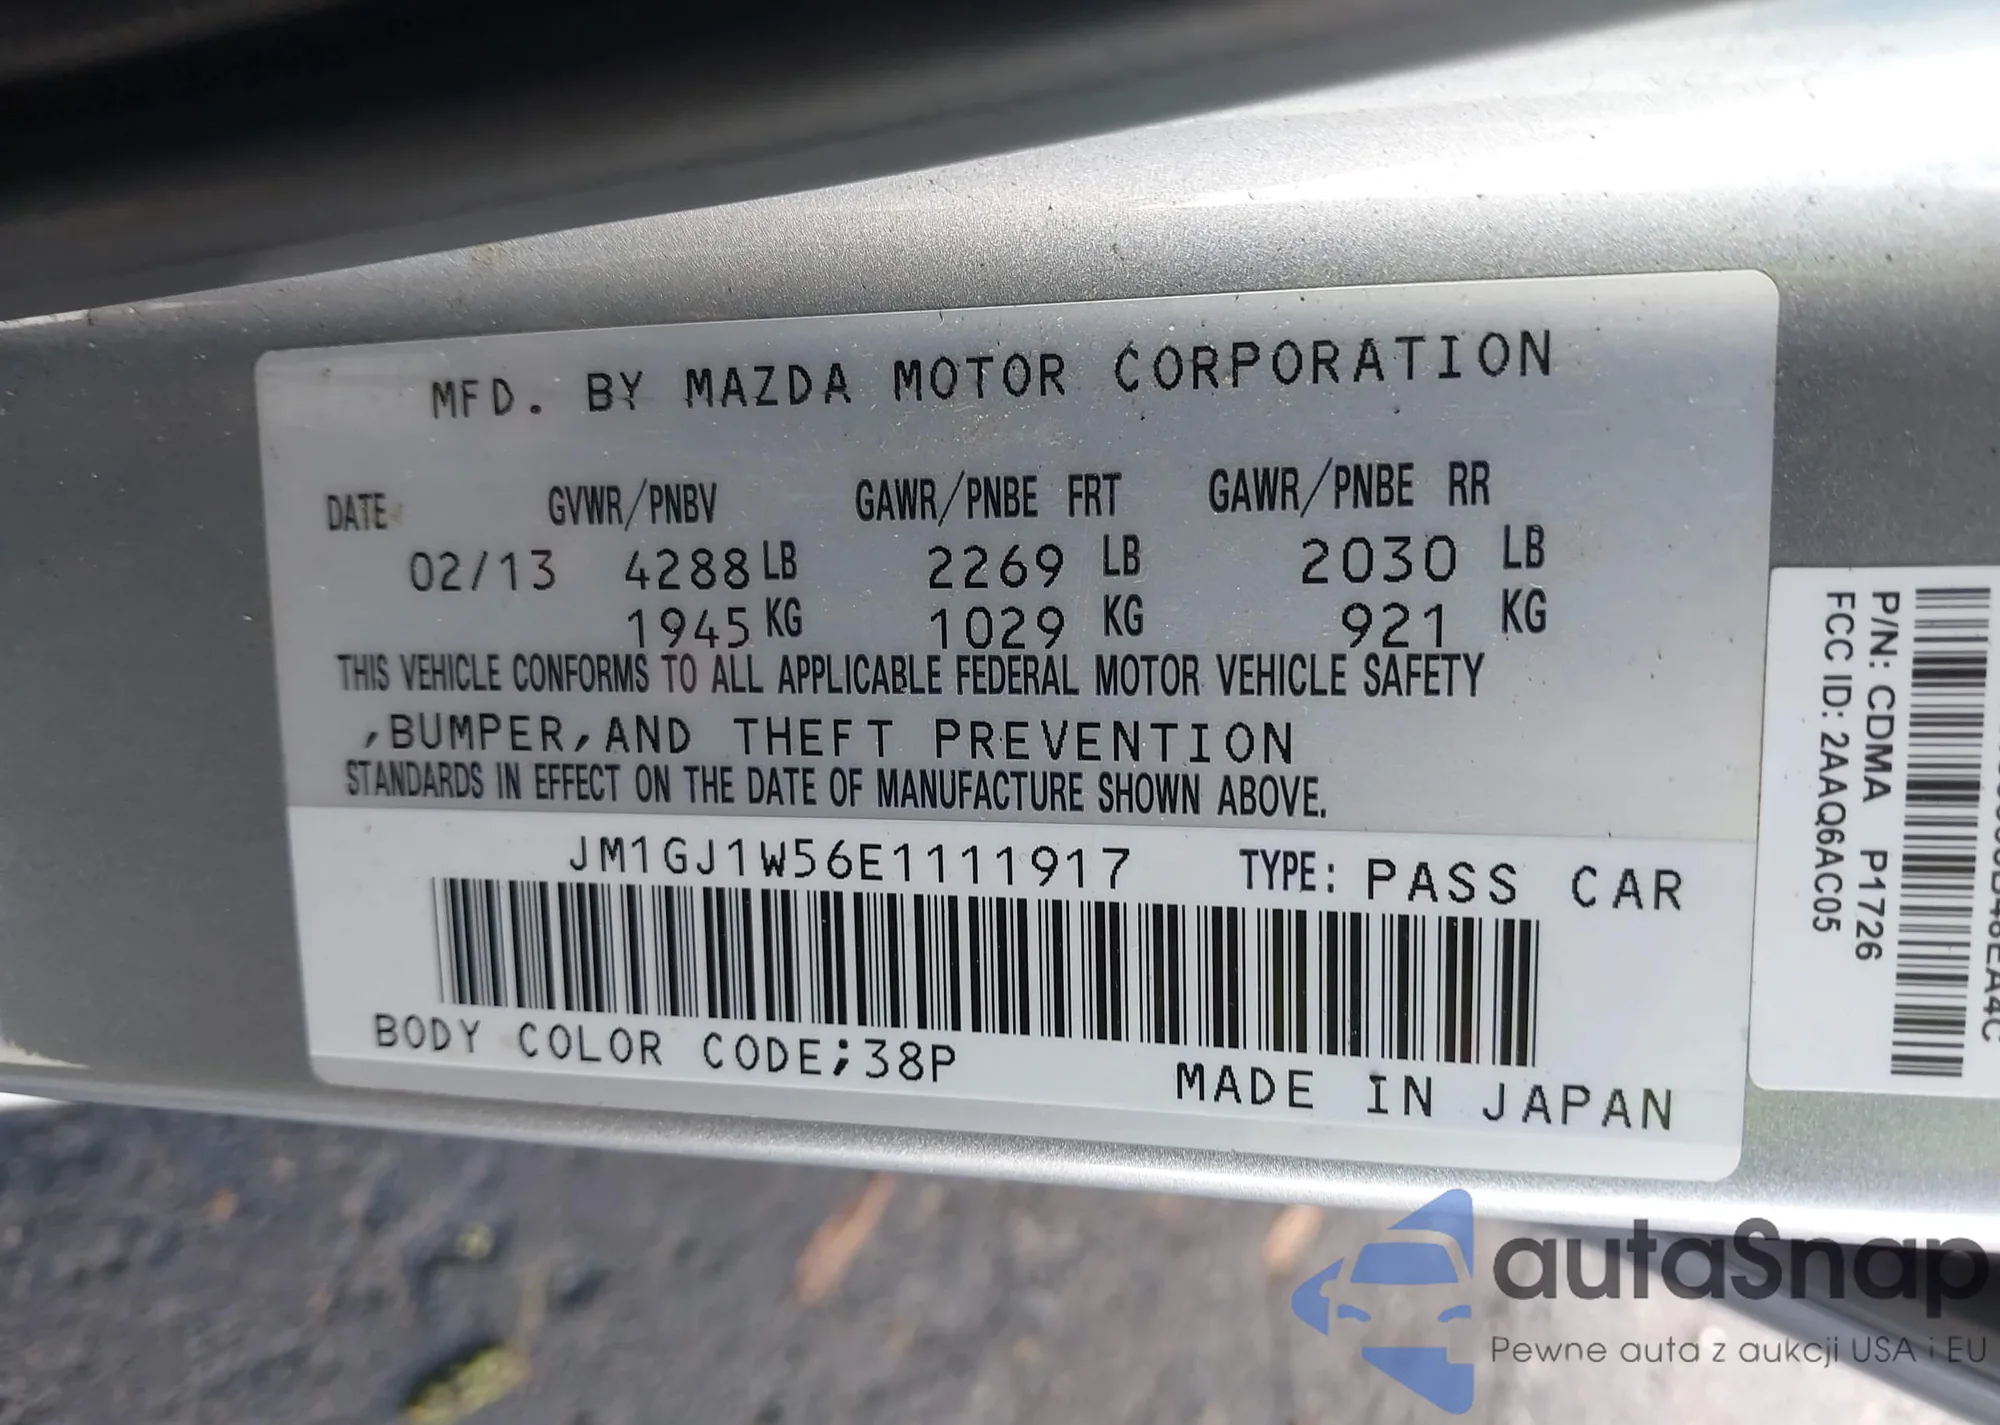 MFD. BY MAZDA MOTOR CORPORATION
DATE GVWR/PNBV GAWR/PNBE FRT GAWR/PNBE RR
02/13 4288 LB 2269 LB 2030 LB
1945 KG 1029 KG 921 KG
THIS VEHICLE CONFORMS TO ALL APPLICABLE FEDERAL MOTOR VEHICLE SAFETY
,BUMPER,AND THEFT PREVENTION
STANDARDS IN EFFECT ON THE DATE OF MANUFACTURE SHOWN ABOVE.
JM1GJ1W56E1111917 TYPE: PASS CAR
BODY COLOR CODE;38P
MADE IN JAPAN
P/N: CDMA P1726
FCC ID: 2AAQ6AC05
autaSnap
Pewne auta z aukcji USA i EU